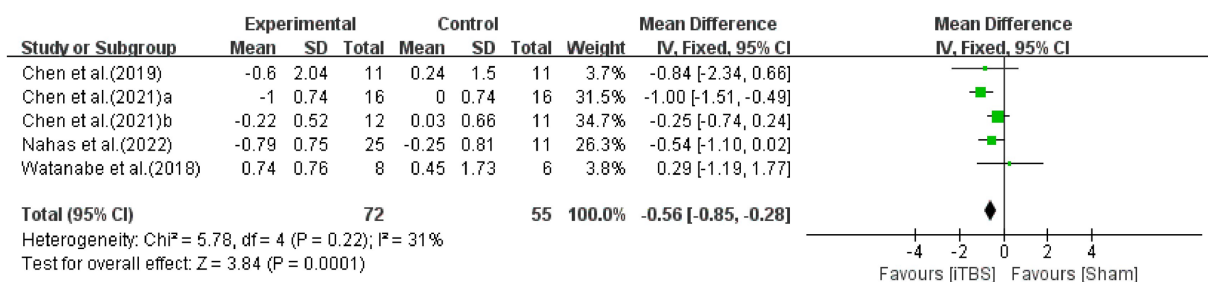 Experimental Control Mean Difference Mean Difference
Study or Subgroup Mean SD Total Mean SD Total Weight IV, Fixed, 95% CI IV, Fixed, 95% CI
Chen et al.(2019) -0.6 2.04 11 0.24 1.5 11 3.7% -0.84 [-2.34, 0.66]
Chen et al.(2021)a -1 0.74 16 0 0.74 16 31.5% -1.00 [-1.51, -0.49]
Chen et al.(2021)b -0.22 0.52 12 0.03 0.66 11 34.7% -0.25 [-0.74, 0.24]
Nahas et al.(2022) -0.79 0.75 25 -0.25 0.81 11 26.3% -0.54 [-1.10, 0.02]
Watanabe et al.(2018) 0.74 0.76 8 0.45 1.73 6 3.8% 0.29 [-1.19, 1.77]
Total (95% CI) 72 55 100.0% -0.56 [-0.85, -0.28]
Heterogeneity: Chi² = 5.78, df = 4 (P = 0.22); I² = 31%
Test for overall effect: Z = 3.84 (P = 0.0001)
-4 -2 0 2 4
Favours [iTBS] Favours [Sham]